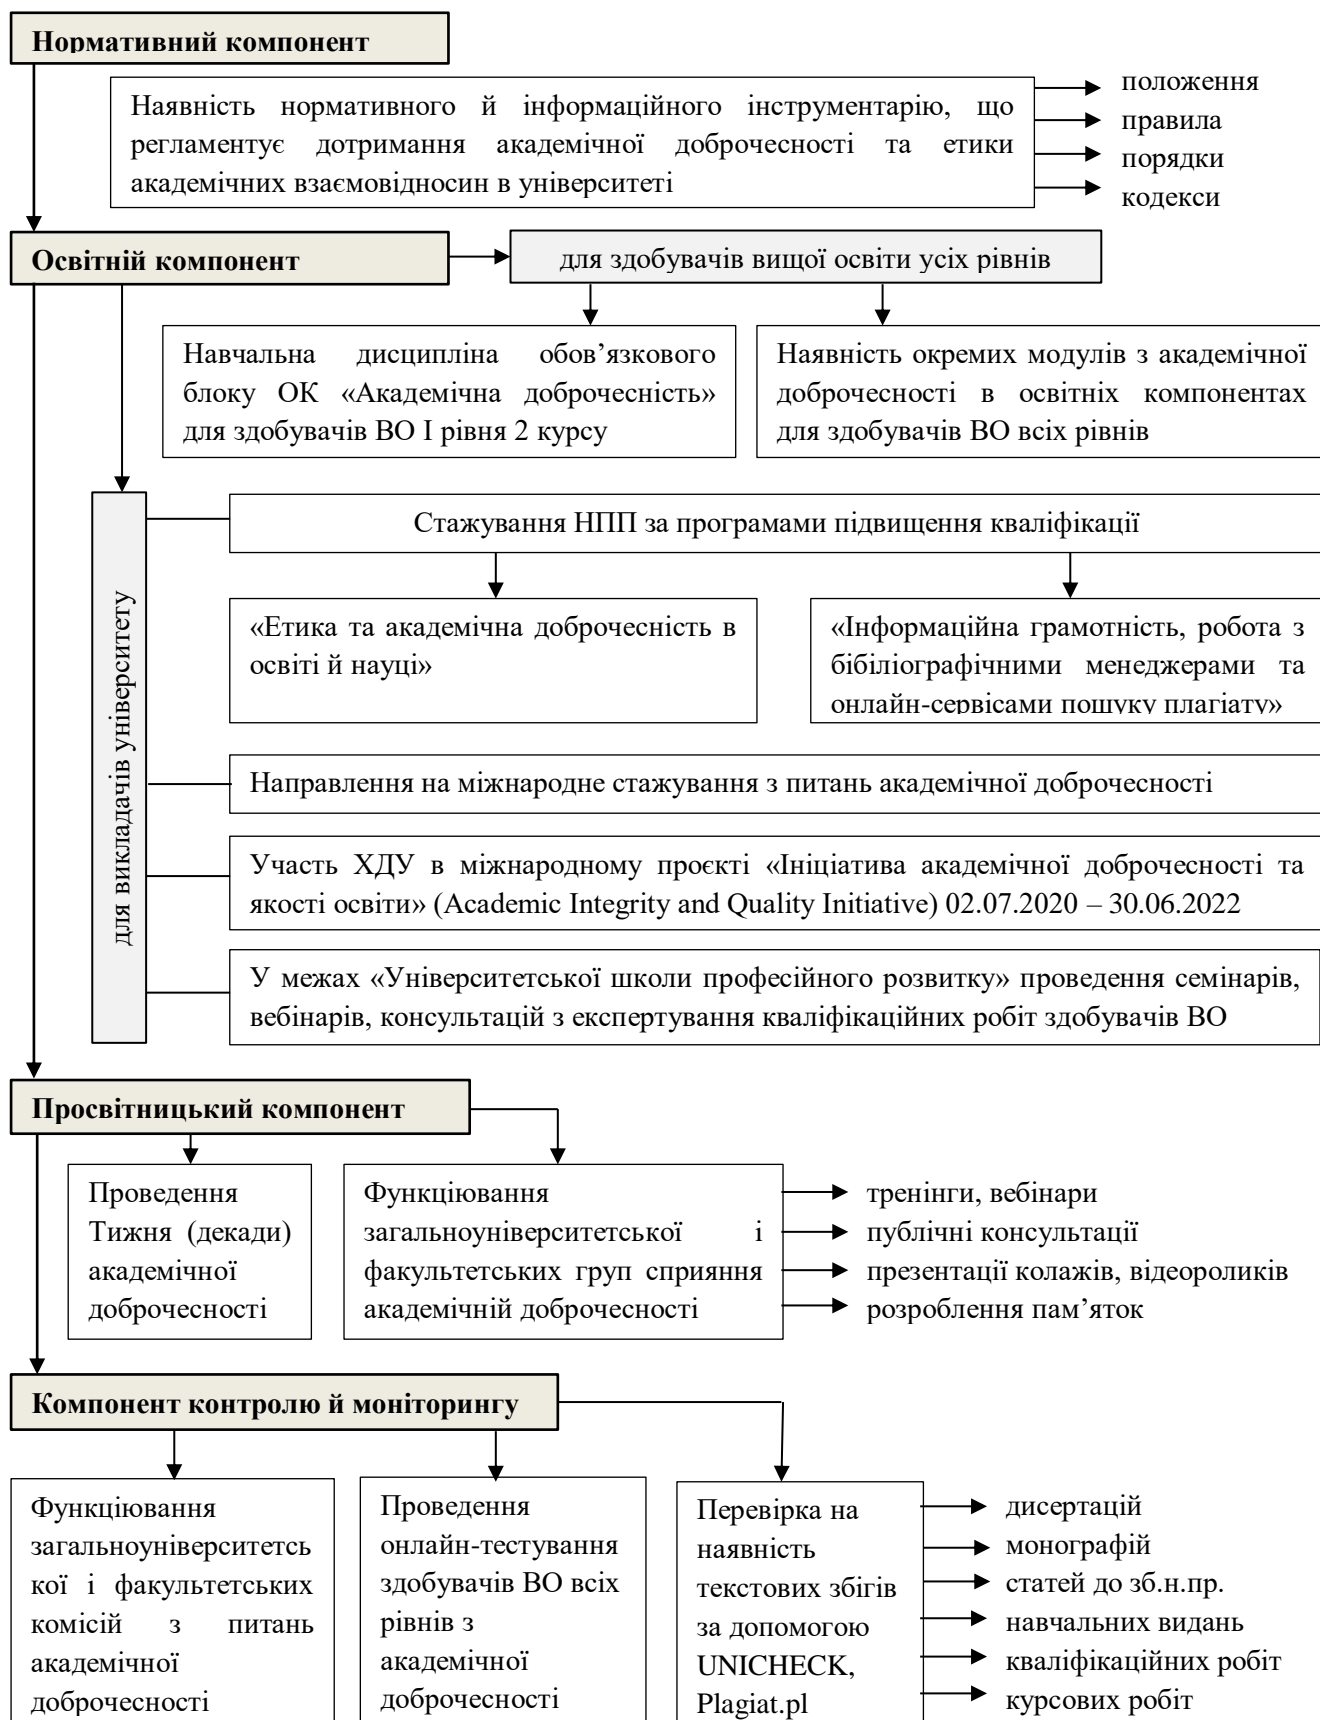 Нормативний компонент
Наявність нормативного й інформаційного інструментарію, що
регламентує дотримання академічної доброчесності та етики
академічних взаємовідносин в університеті
положення
правила
порядки
кодекси
Освітній компонент
для здобувачів вищої освіти усіх рівнів
Навчальна дисципліна обов’язкового
блоку ОК «Академічна доброчесність»
для здобувачів ВО І рівня 2 курсу
Наявність окремих модулів з академічної
доброчесності в освітніх компонентах
для здобувачів ВО всіх рівнів
для викладачів університету
Стажування НПП за програмами підвищення кваліфікації
«Етика та академічна доброчесність в
освіті й науці»
«Інформаційна грамотність, робота з
бібіліографічними менеджерами та
онлайн-сервісами пошуку плагіату»
Направлення на міжнародне стажування з питань академічної доброчесності
Участь ХДУ в міжнародному проєкті «Ініціатива академічної доброчесності та
якості освіти» (Academic Integrity and Quality Initiative) 02.07.2020 – 30.06.2022
У межах «Університетської школи професійного розвитку» проведення семінарів,
вебінарів, консультацій з експертування кваліфікаційних робіт здобувачів ВО
Просвітницький компонент
Проведення
Тижня (декади)
академічної
доброчесності
Функціювання
загальноуніверситетської і
факультетських груп сприяння
академічній доброчесності
тренінги, вебінари
публічні консультації
презентації колажів, відеороликів
розроблення пам’яток
Компонент контролю й моніторингу
Функціювання
загальноуніверситетсь
кої і факультетських
комісій з питань
академічної
доброчесності
Проведення
онлайн-тестування
здобувачів ВО всіх
рівнів з
академічної
доброчесності
Перевірка на
наявність
текстових збігів
за допомогою
UNICHECK,
Plagiat.pl
дисертацій
монографій
статей до зб.н.пр.
навчальних видань
кваліфікаційних робіт
курсових робіт